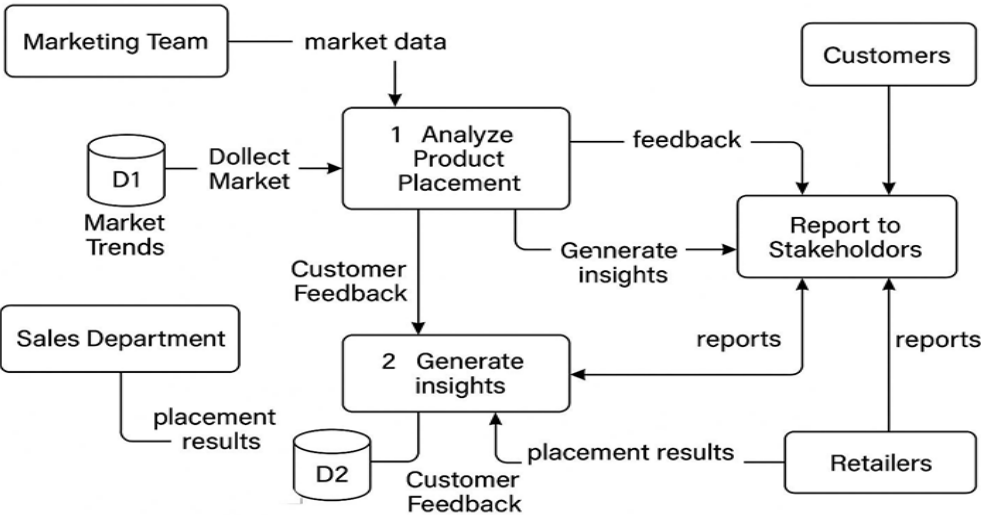 Marketing Team
market data
Customers
1 Analyze
Product
Placement
feedback
D1
Dollect
Market
Market
Trends
Report to
Stakeholdors
Gennerate
insights
Customer
Feedback
Sales Department
reports
reports
2 Generate
insights
placement
results
D2
Customer
Feedback
placement results
Retailers